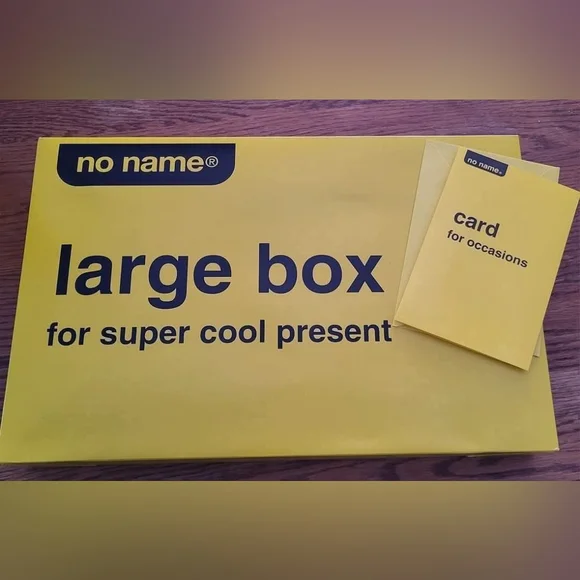 no name®
large box
for super cool present
no name®
card
for occasions